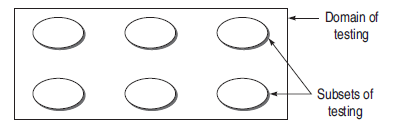 Domain of
testing
Subsets of
testing